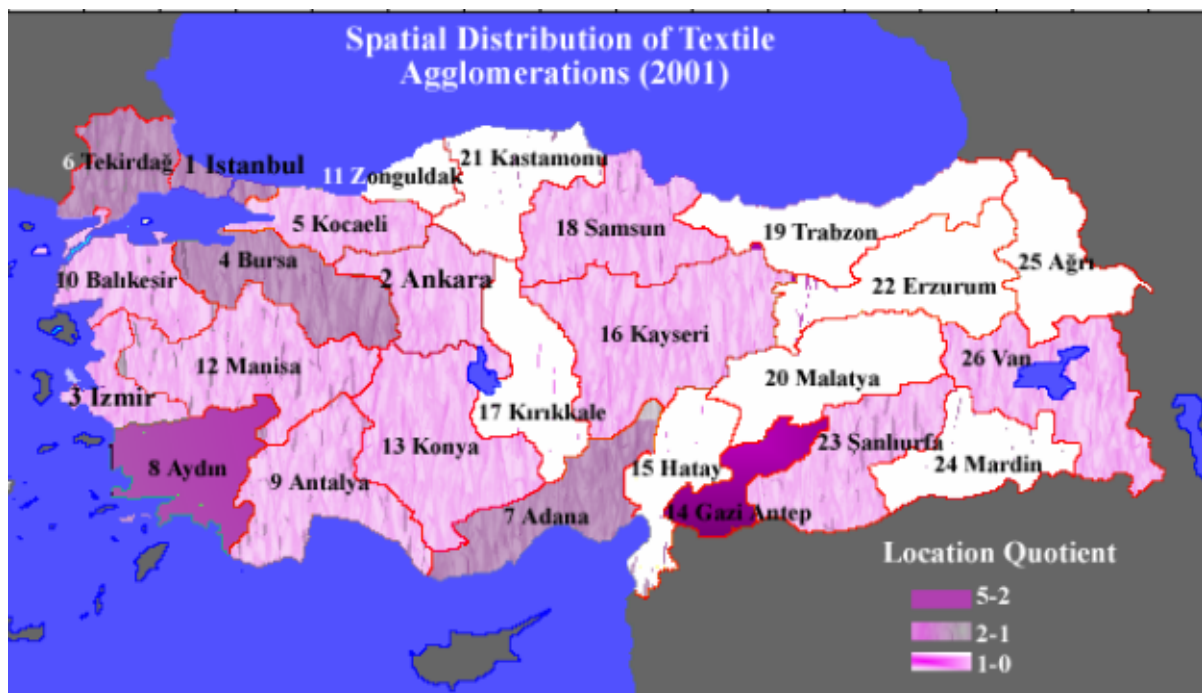 Spatial Distribution of Textile
Agglomerations (2001)
6 Tekirdağ
1 Istanbul
11 Zonguldak
21 Kastamonu
5 Kocaeli
18 Samsun
19 Trabzon
4 Bursa
2 Ankara
25 Ağrı
10 Balıkesir
22 Erzurum
16 Kayseri
12 Manisa
26 Van
20 Malatya
3 Izmir
17 Kırıkkale
13 Konya
23 Şanlıurfa
8 Aydın
15 Hatay
24 Mardin
9 Antalya
7 Adana
14 Gazi Antep
Location Quotient
5-2
2-1
1-0